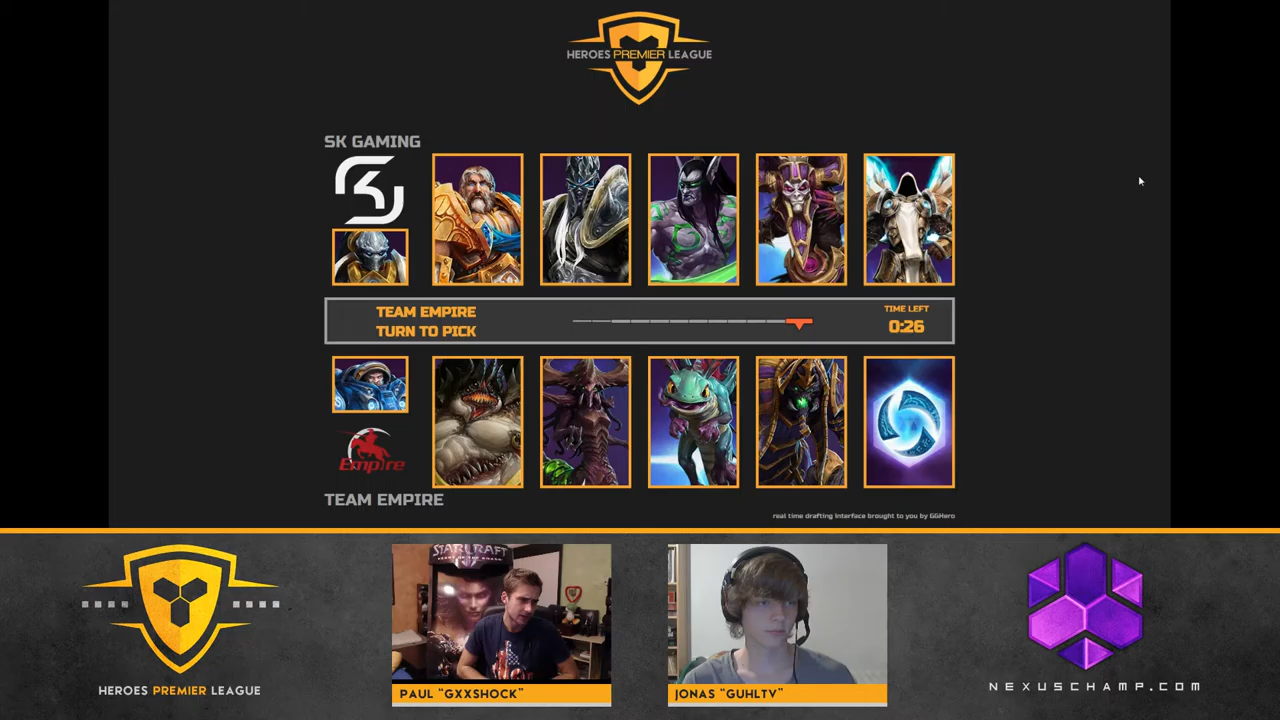 HEROES PREMIER LEAGUE
SK GAMING
TEAM EMPIRE
TURN TO PICK
TIME LEFT
0:26
Empire
TEAM EMPIRE
real time drafting interface brought to you by GGHero
STARCRAFT
HEROES PREMIER LEAGUE
PAUL "GXXSHOCK"
JONAS "GUHLTV"
NEXUSCHAMP.COM